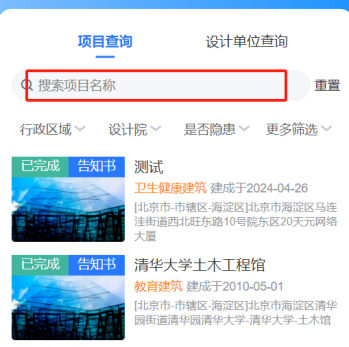 项目查询 设计单位查询
搜索项目名称 重置
行政区域 设计院 是否隐患 更多筛选
已完成 告知书 测试
卫生健康建筑 建成于2024-04-26
[北京市-市辖区-海淀区]北京市海淀区马连
洼街道西北旺东路10号院东区20天元网络
大厦
已完成 告知书 清华大学土木工程馆
教育建筑 建成于2010-05-01
[北京市-市辖区-海淀区]北京市海淀区清华
园街道清华园清华大学-清华大学-土木馆